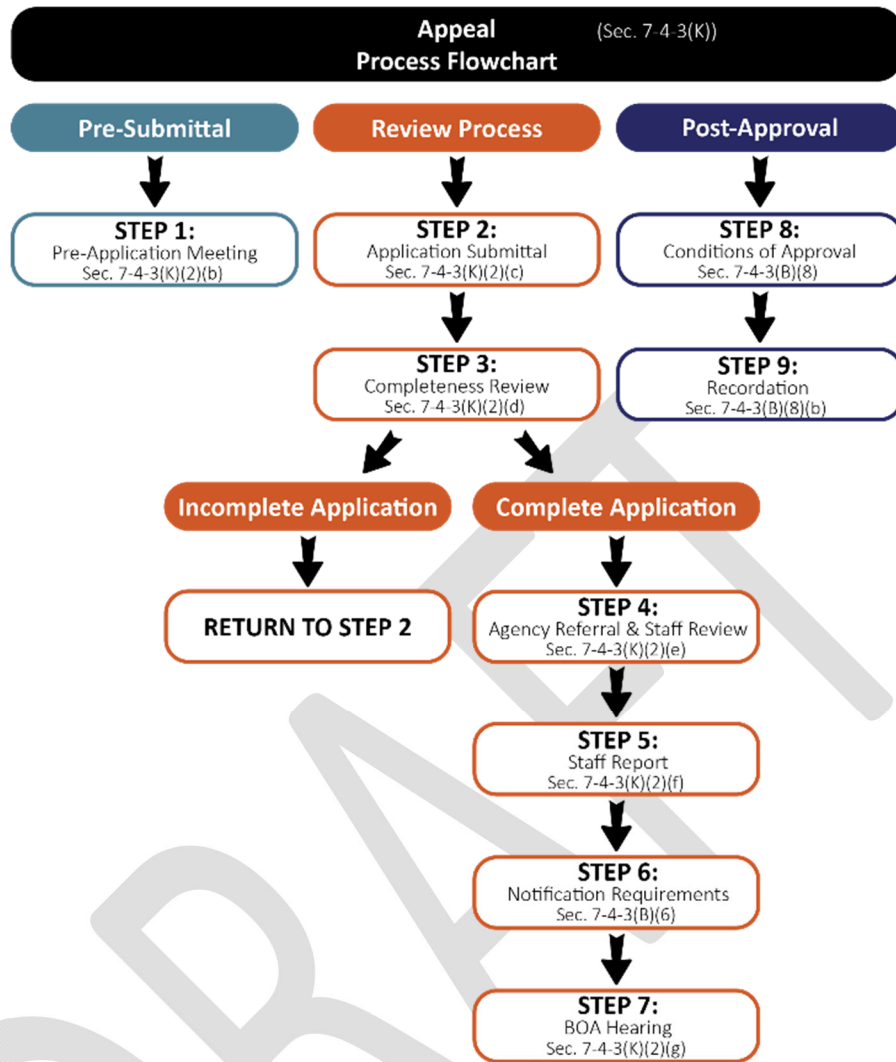 Appeal (Sec. 7-4-3(K))
Process Flowchart
Pre-Submittal
STEP 1:
Pre-Application Meeting
Sec. 7-4-3(K)(2)(b)
Review Process
STEP 2:
Application Submittal
Sec. 7-4-3(K)(2)(c)
STEP 3:
Completeness Review
Sec. 7-4-3(K)(2)(d)
Incomplete Application
RETURN TO STEP 2
Complete Application
STEP 4:
Agency Referral & Staff Review
Sec. 7-4-3(K)(2)(e)
STEP 5:
Staff Report
Sec. 7-4-3(K)(2)(f)
STEP 6:
Notification Requirements
Sec. 7-4-3(B)(6)
STEP 7:
BOA Hearing
Sec. 7-4-3(K)(2)(g)
Post-Approval
STEP 8:
Conditions of Approval
Sec. 7-4-3(B)(8)
STEP 9:
Recordation
Sec. 7-4-3(B)(8)(b)
DRAFT